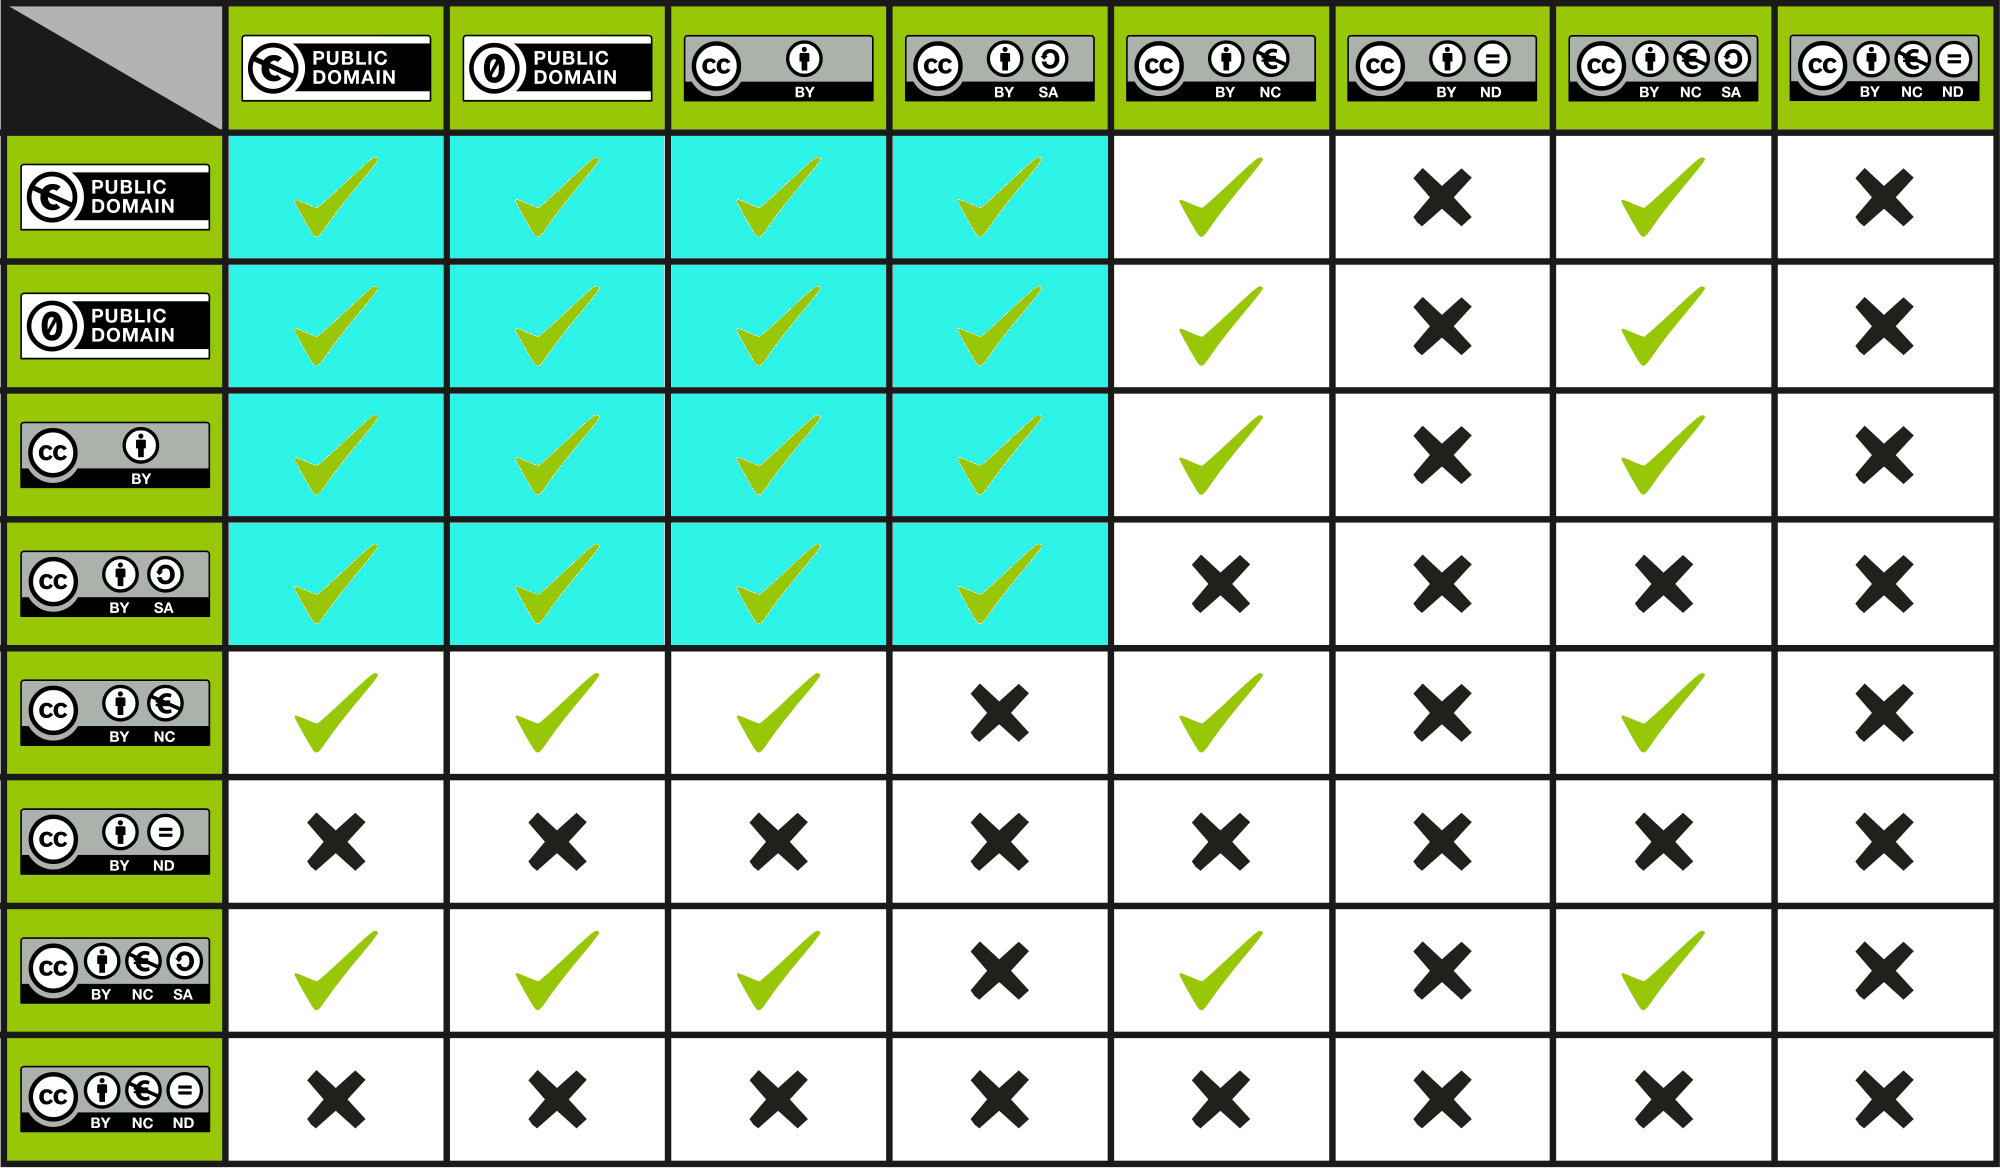 PUBLIC
DOMAIN
0 PUBLIC
DOMAIN
cc
BY
cc
BY SA
cc €
BY NC
cc =
BY ND
cc €
BY NC SA
cc € =
BY NC ND
PUBLIC
DOMAIN
0 PUBLIC
DOMAIN
cc
BY
cc
BY SA
cc €
BY NC
cc =
BY ND
cc €
BY NC SA
cc € =
BY NC ND